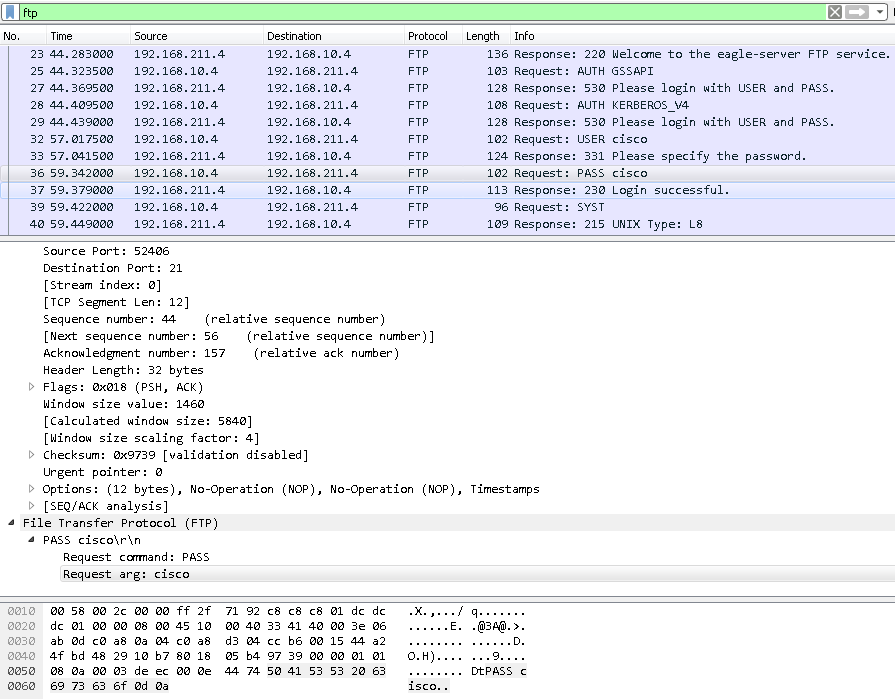 ftp
No. Time Source Destination Protocol Length Info
23 44.283000 192.168.211.4 192.168.10.4 FTP 136 Response: 220 Welcome to the eagle-server FTP service.
25 44.323500 192.168.10.4 192.168.211.4 FTP 103 Request: AUTH GSSAPI
27 44.369500 192.168.211.4 192.168.10.4 FTP 128 Response: 530 Please login with USER and PASS.
28 44.409500 192.168.10.4 192.168.211.4 FTP 108 Request: AUTH KERBEROS_V4
29 44.439000 192.168.211.4 192.168.10.4 FTP 128 Response: 530 Please login with USER and PASS.
32 57.017500 192.168.10.4 192.168.211.4 FTP 102 Request: USER cisco
33 57.041500 192.168.211.4 192.168.10.4 FTP 124 Response: 331 Please specify the password.
36 59.342000 192.168.10.4 192.168.211.4 FTP 102 Request: PASS cisco
37 59.379000 192.168.211.4 192.168.10.4 FTP 113 Response: 230 Login successful.
39 59.422000 192.168.10.4 192.168.211.4 FTP 96 Request: SYST
40 59.449000 192.168.211.4 192.168.10.4 FTP 109 Response: 215 UNIX Type: L8
Source Port: 52406
Destination Port: 21
[Stream index: 0]
[TCP Segment Len: 12]
Sequence number: 44 (relative sequence number)
[Next sequence number: 56 (relative sequence number)]
Acknowledgment number: 157 (relative ack number)
Header Length: 32 bytes
Flags: 0x018 (PSH, ACK)
Window size value: 1460
[Calculated window size: 5840]
[Window size scaling factor: 4]
Checksum: 0x9739 [validation disabled]
Urgent pointer: 0
Options: (12 bytes), No-Operation (NOP), No-Operation (NOP), Timestamps
[SEQ/ACK analysis]
File Transfer Protocol (FTP)
PASS cisco\r\n
Request command: PASS
Request arg: cisco
0010 00 58 00 2c 00 00 ff 2f 71 92 c8 c8 c8 01 dc dc .X.,.../ q.......
0020 dc 01 00 00 08 00 45 10 00 40 33 41 40 00 3e 06 ......E. .@3A@.>.
0030 ab 0d c0 a8 0a 04 c0 a8 d3 04 cc b6 00 15 44 a2 ........ ......D.
0040 4f bd 48 29 10 b7 80 18 05 b4 97 39 00 00 01 01 O.H).... ...9....
0050 08 0a 00 03 de ec 00 0e 44 74 50 41 53 53 20 63 ........ DtPASS c
0060 69 73 63 6f 0d 0a isco..